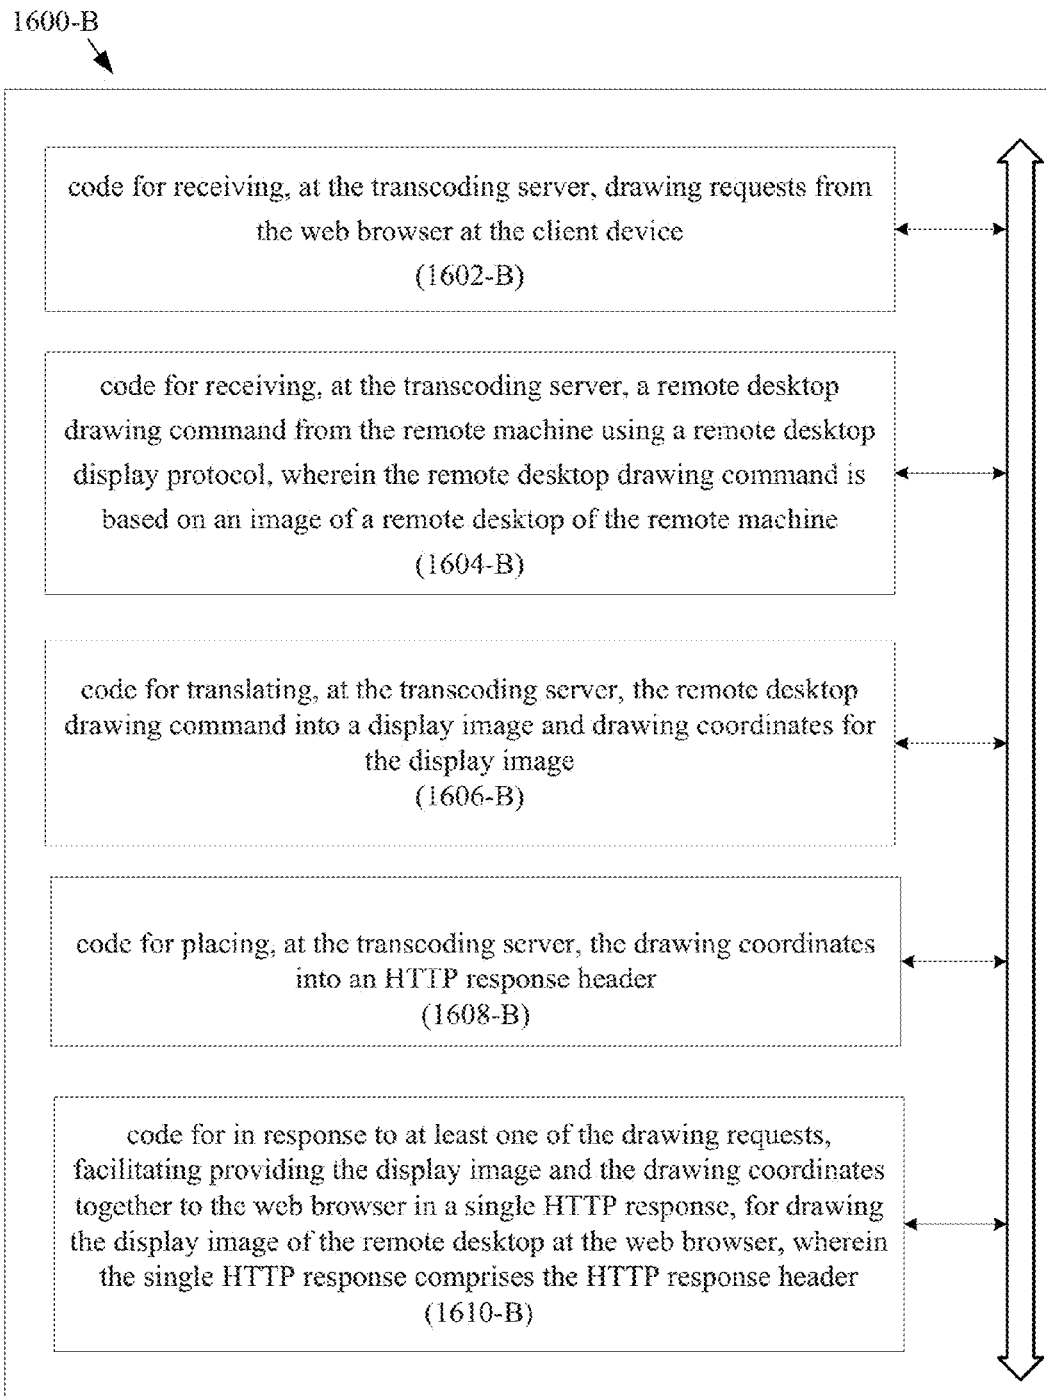 1600-B
code for receiving, at the transcoding server, drawing requests from
the web browser at the client device
(1602-B)
code for receiving, at the transcoding server, a remote desktop
drawing command from the remote machine using a remote desktop
display protocol, wherein the remote desktop drawing command is
based on an image of a remote desktop of the remote machine
(1604-B)
code for translating, at the transcoding server, the remote desktop
drawing command into a display image and drawing coordinates for
the display image
(1606-B)
code for placing, at the transcoding server, the drawing coordinates
into an HTTP response header
(1608-B)
code for in response to at least one of the drawing requests,
facilitating providing the display image and the drawing coordinates
together to the web browser in a single HTTP response, for drawing
the display image of the remote desktop at the web browser, wherein
the single HTTP response comprises the HTTP response header
(1610-B)